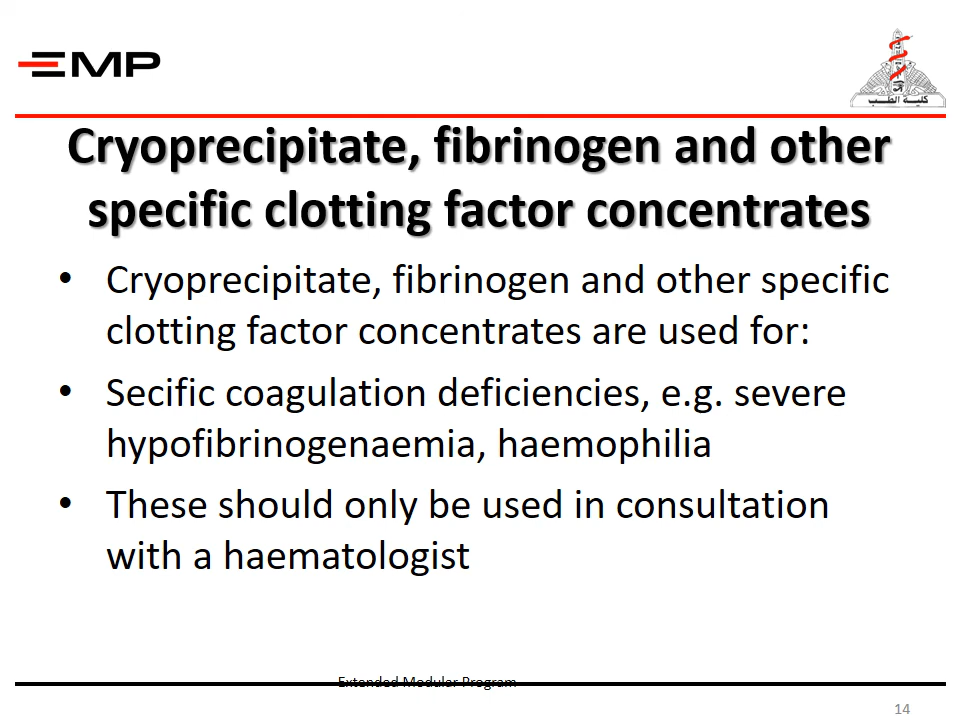 EMP
كلية الطب
Cryoprecipitate, fibrinogen and other
specific clotting factor concentrates
• Cryoprecipitate, fibrinogen and other specific
clotting factor concentrates are used for:
• Secific coagulation deficiencies, e.g. severe
hypofibrinogenaemia, haemophilia
• These should only be used in consultation
with a haematologist
Extended Modular Program
14